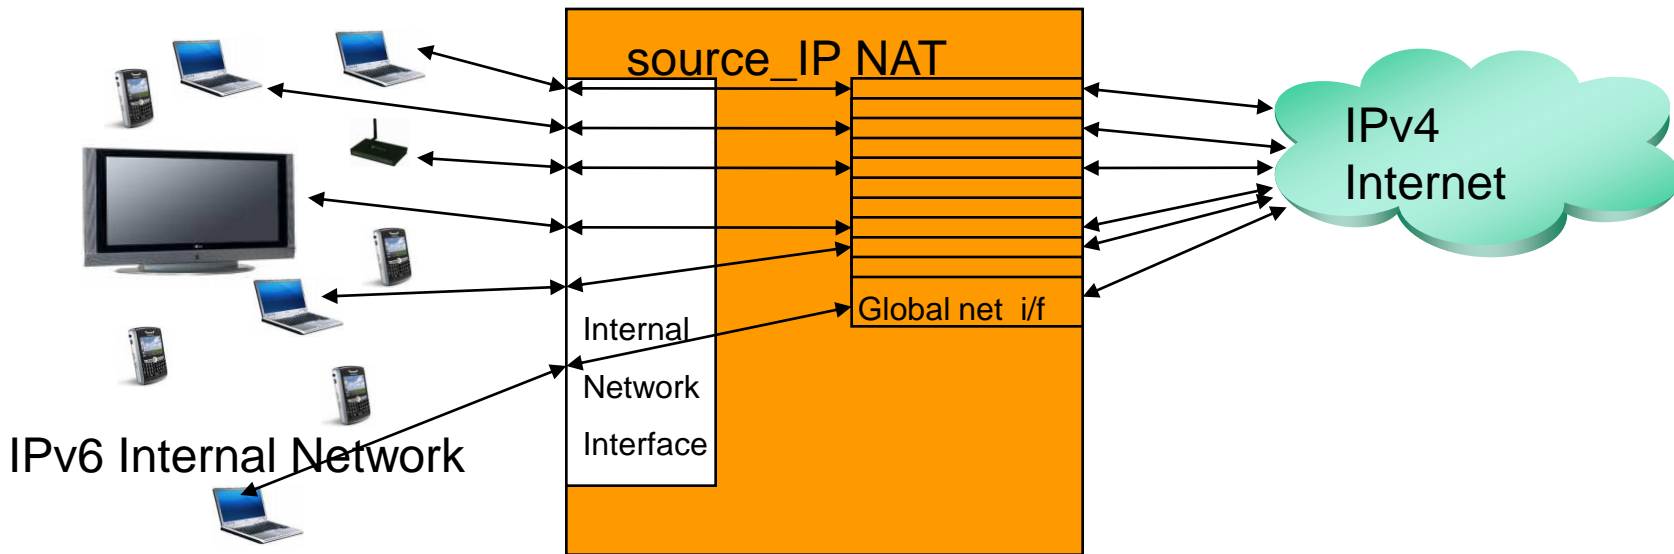 source_IP NAT
IPv4
Internet
Global net i/f
Internal
Network
Interface
IPv6 Internal Network